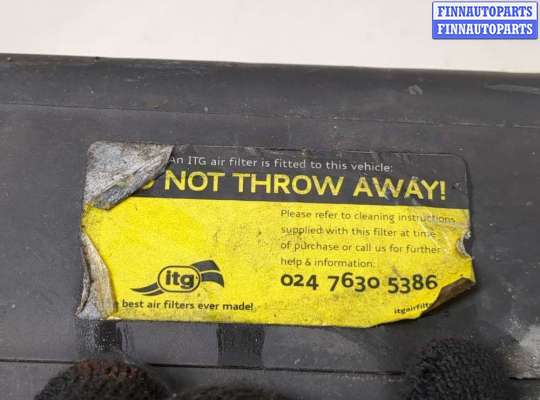 FINNAUTOPARTS
FINNAUTOPARTS
An ITG air filter is fitted to this vehicle:
NOT THROW AWAY!
Please refer to cleaning instructions
supplied with this filter at time
of purchase or call us for further
help & information:
024 7630 5386
itg
best air filters ever made!